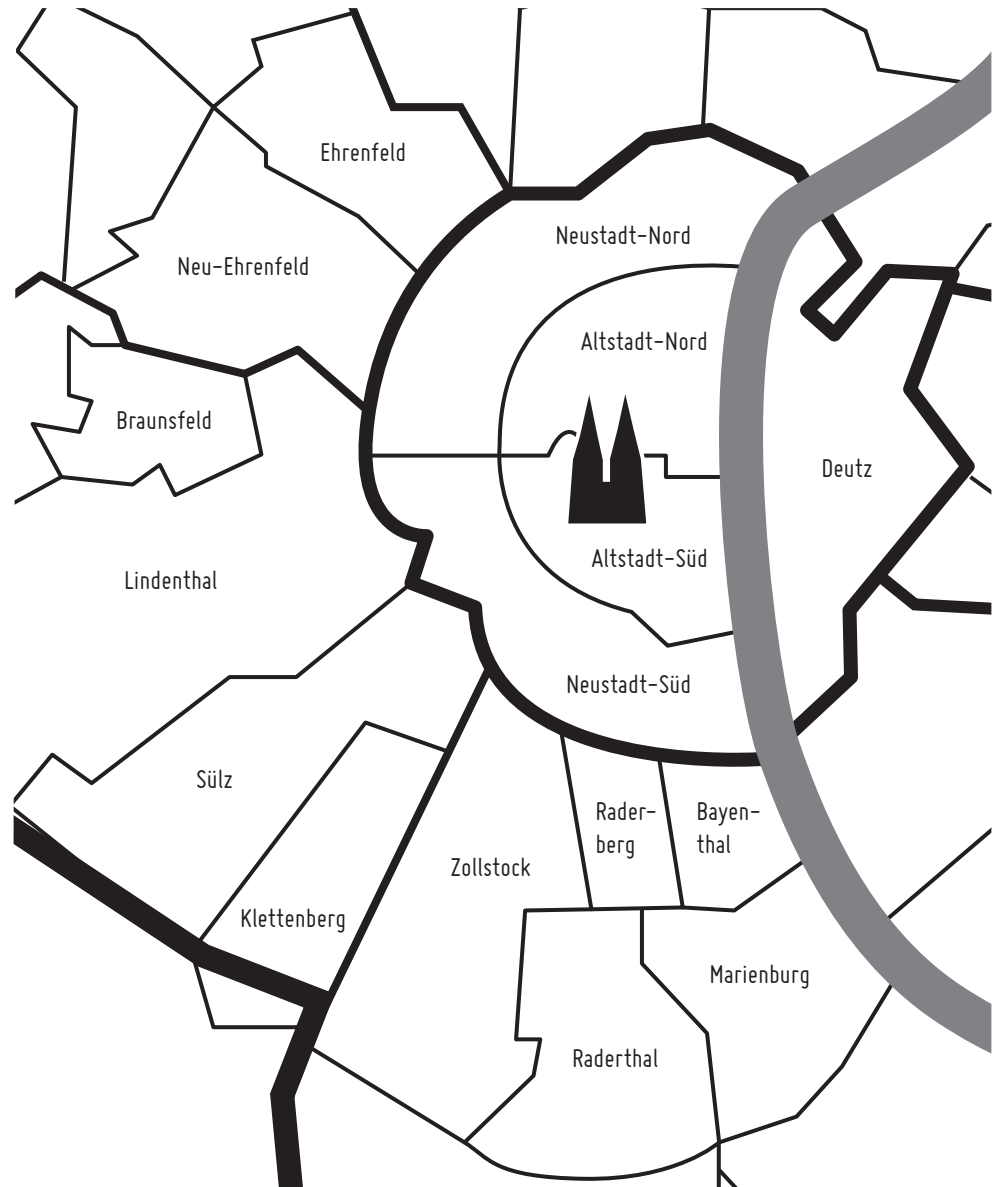 Ehrenfeld
Neustadt-Nord
Neu-Ehrenfeld
Altstadt-Nord
Braunsfeld
Deutz
Altstadt-Süd
Lindenthal
Neustadt-Süd
Sülz
Rader-
berg
Bayen-
thal
Zollstock
Klettenberg
Marienburg
Raderthal